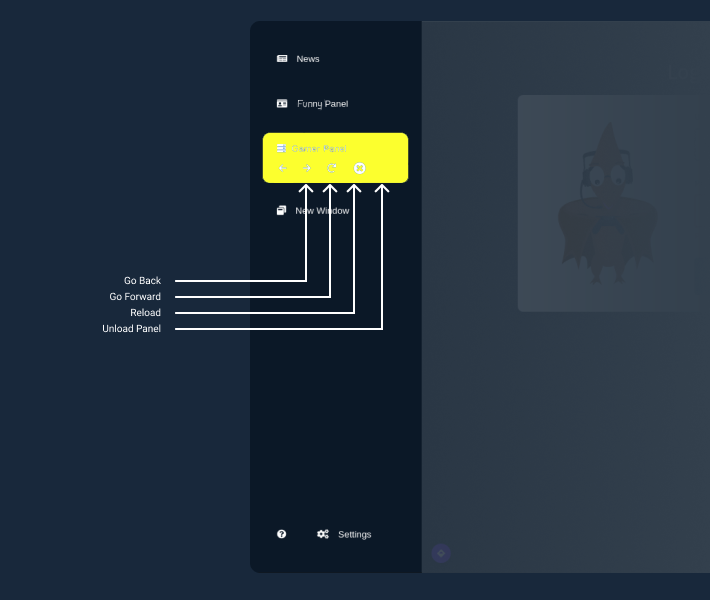 News
Funny Panel
Gamer Panel
New Window
Go Back
Go Forward
Reload
Unload Panel
Settings